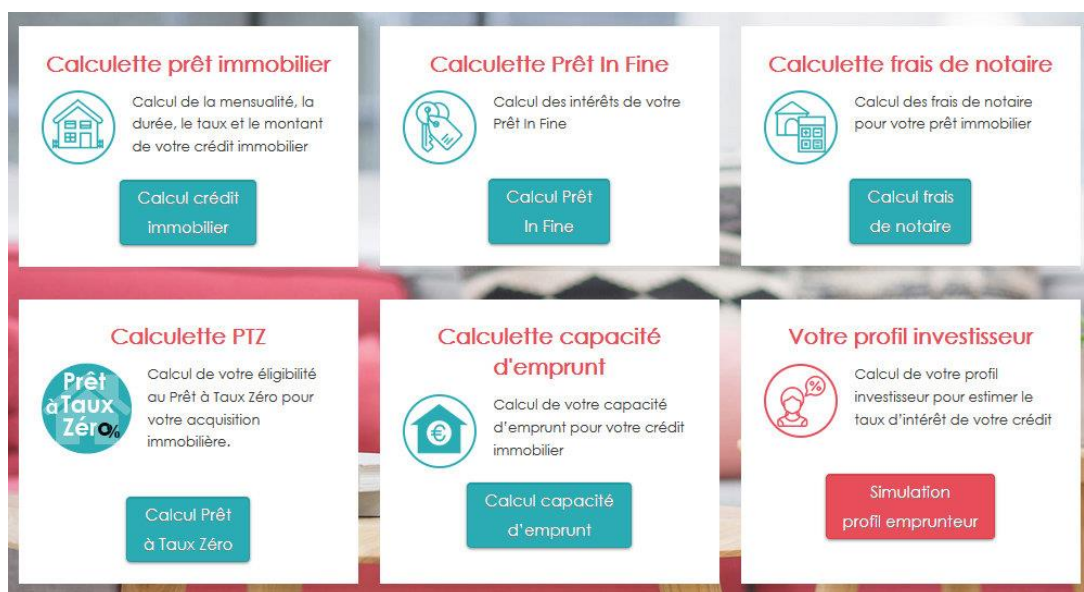 Calculette prêt immobilier
Calcul de la mensualité, la
durée, le taux et le montant
de votre crédit immobilier
Calcul crédit
immobilier
Calculette Prêt In Fine
Calcul des intérêts de votre
Prêt In Fine
Calcul Prêt
In Fine
Calculette frais de notaire
Calcul des frais de notaire
pour votre prêt immobilier
Calcul frais
de notaire
Calculette PTZ
Prêt
à Taux
Zéro%
Calcul de votre éligibilité
au Prêt à Taux Zéro pour
votre acquisition
immobilière.
Calcul Prêt
à Taux Zéro
Calculette capacité
d'emprunt
€
Calcul de votre capacité
d'emprunt pour votre crédit
immobilier
Calcul capacité
d'emprunt
Votre profil investisseur
%
Calcul de votre profil
investisseur pour estimer le
taux d'intérêt de votre crédit
Simulation
profil emprunteur